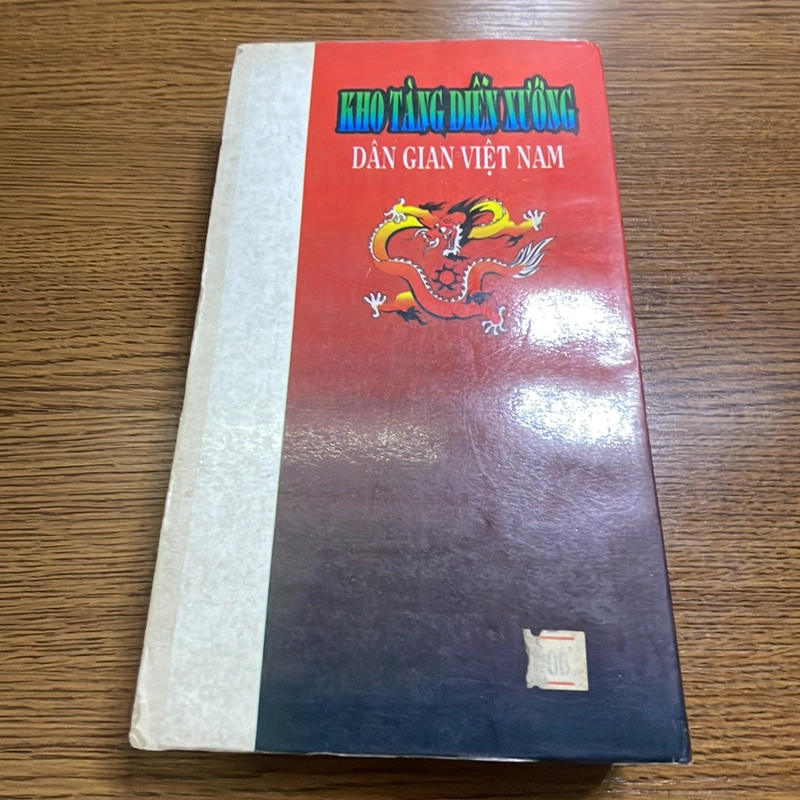 KHO TÀNG DIỄN XƯỚNG
DÂN GIAN VIỆT NAM